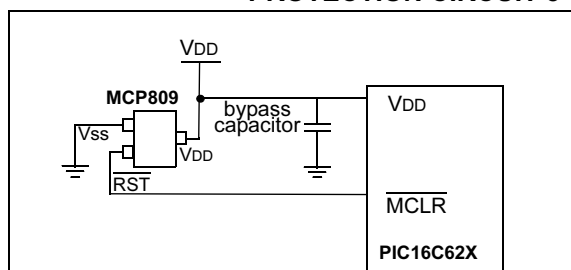 PROTECTION CIRCUIT 3
VDD
MCP809
bypass
capacitor
VDD
Vss
VDD
RST
MCLR
PIC16C62X